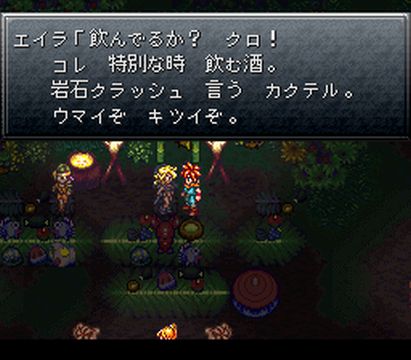 エイラ「飲んでるか？　クロ！
コレ　特別な時　飲む酒。
岩石クラッシュ　言う　カクテル。
ウマイぞ　キツイぞ。